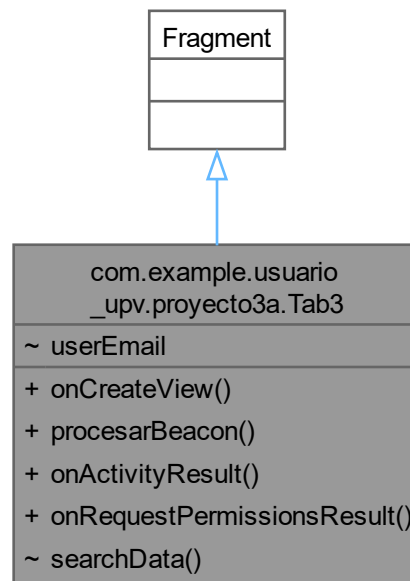 Fragment
com.example.usuario
_upv.proyecto3a.Tab3
~ userEmail
+ onCreateView()
+ procesarBeacon()
+ onActivityResult()
+ onRequestPermissionsResult()
~ searchData()